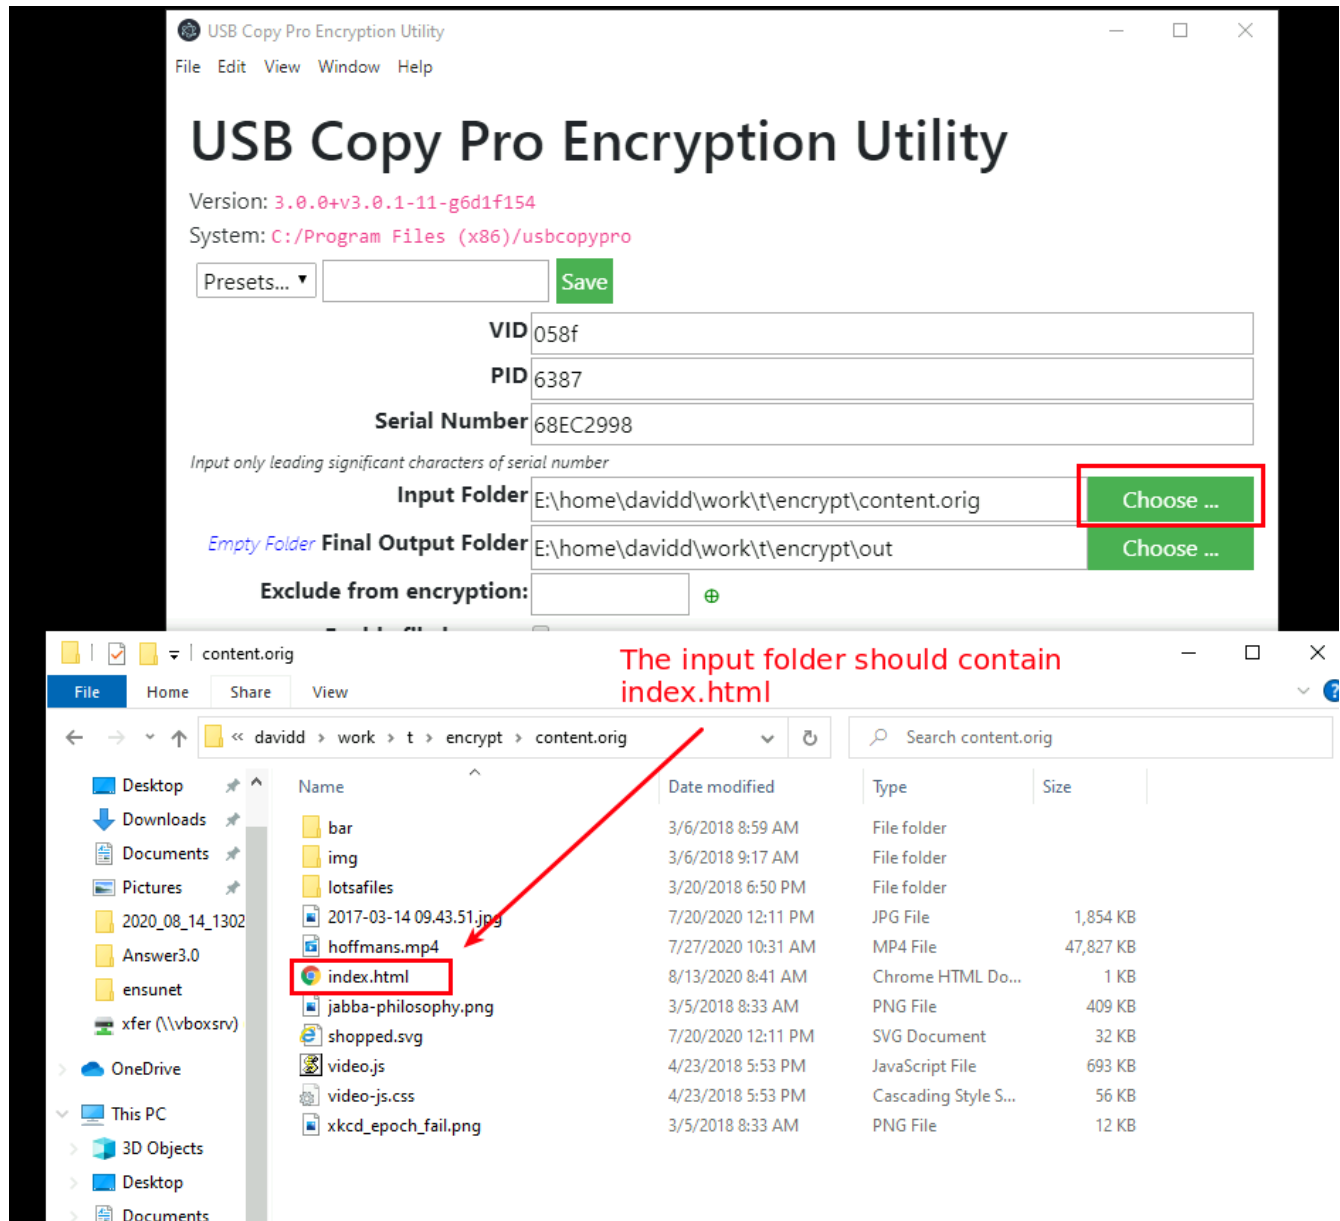 USB Copy Pro Encryption Utility
File Edit View Window Help
USB Copy Pro Encryption Utility
Version: 3.0.0+v3.0.1-11-g6d1f154
System: C:/Program Files (x86)/usbcopypro
Presets... Save
VID 058f
PID 6387
Serial Number 68EC2998
Input only leading significant characters of serial number
Input Folder E:\home\davidd\work\t\encrypt\content.orig Choose ...
Empty Folder Final Output Folder E:\home\davidd\work\t\encrypt\out Choose ...
Exclude from encryption:
content.orig
The input folder should contain
index.html
File Home Share View
« davidd › work › t › encrypt › content.orig
Search content.orig
Name Date modified Type Size
Desktop
Downloads
Documents
Pictures
2020_08_14_1302
Answer3.0
ensunet
xfer (\\vboxsrv)
OneDrive
This PC
3D Objects
Desktop
Documents
bar 3/6/2018 8:59 AM File folder
img 3/6/2018 9:17 AM File folder
lotsafiles 3/20/2018 6:50 PM File folder
2017-03-14 09.43.51.jpg 7/20/2020 12:11 PM JPG File 1,854 KB
hoffmans.mp4 7/27/2020 10:31 AM MP4 File 47,827 KB
index.html 8/13/2020 8:41 AM Chrome HTML Do... 1 KB
jabba-philosophy.png 3/5/2018 8:33 AM PNG File 409 KB
shopped.svg 7/20/2020 12:11 PM SVG Document 32 KB
video.js 4/23/2018 5:53 PM JavaScript File 693 KB
video-js.css 4/23/2018 5:53 PM Cascading Style S... 56 KB
xkcd_epoch_fail.png 3/5/2018 8:33 AM PNG File 12 KB